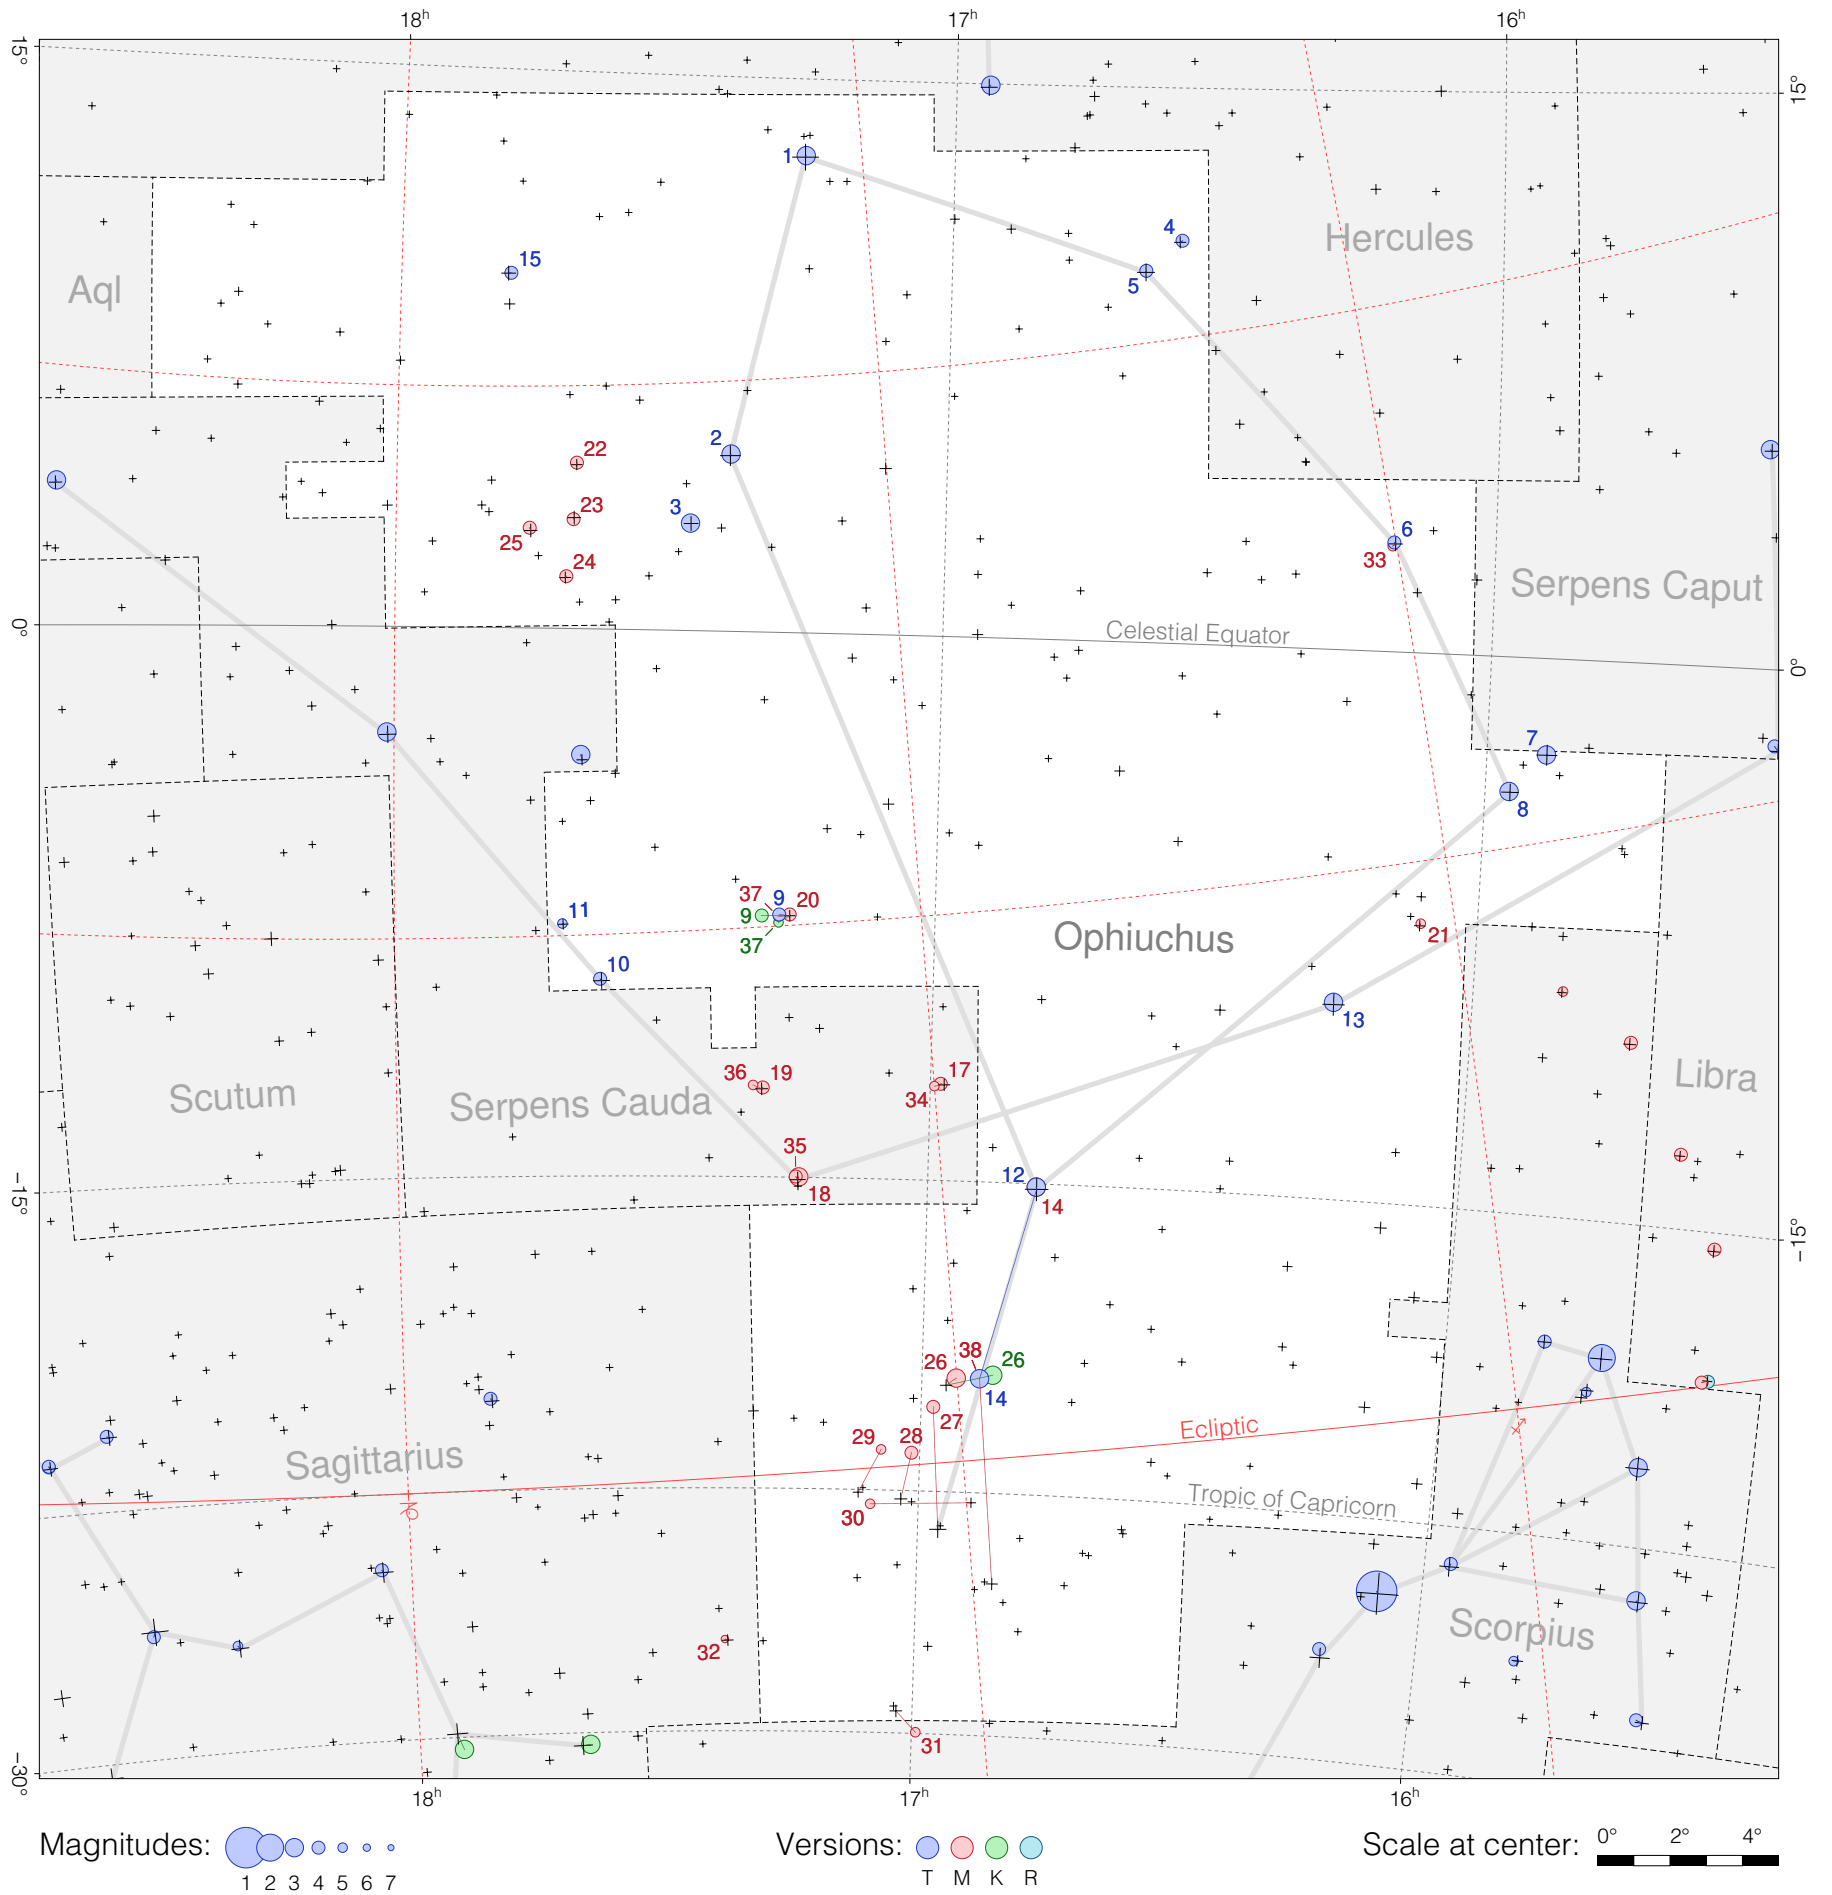 18h 17h 16h
15° 15°
1
4
Hercules
15
5
Aql
2
22
3
23
6
25
33
24
Serpens Caput
0° Celestial Equator
0°
7
8
37 9 20
11 9
21
37 Ophiuchus
10
13
36 19 17
Scutum Serpens Cauda 34 Libra
35
12
18 14
−15°
−15°
38
26 26
14
27
29 28 Ecliptic ♐
Sagittarius
♑ 30 Tropic of Capricorn
32 Scorpius
31
−30°
18h 17h 16h
Magnitudes: 1 2 3 4 5 6 7
Versions: T M K R
Scale at center: 0° 2° 4°